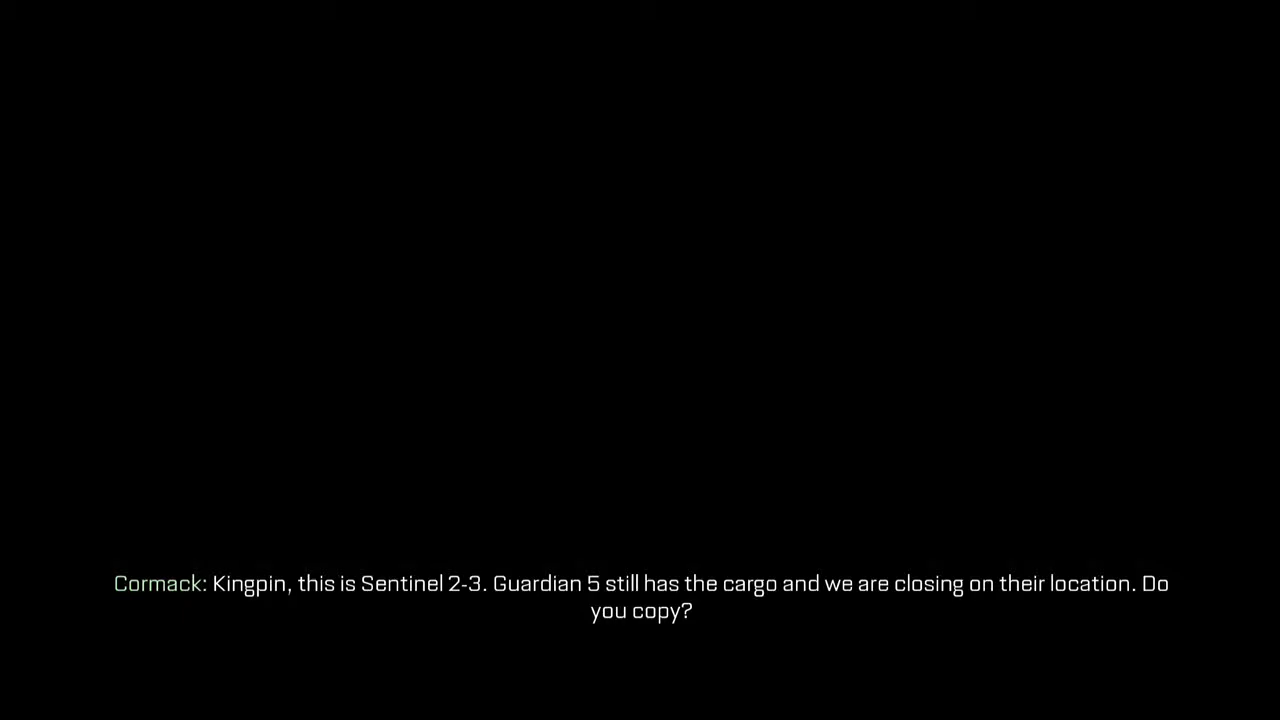 Cormack: Kingpin, this is Sentinel 2-3. Guardian 5 still has the cargo and we are closing on their location. Do
you copy?